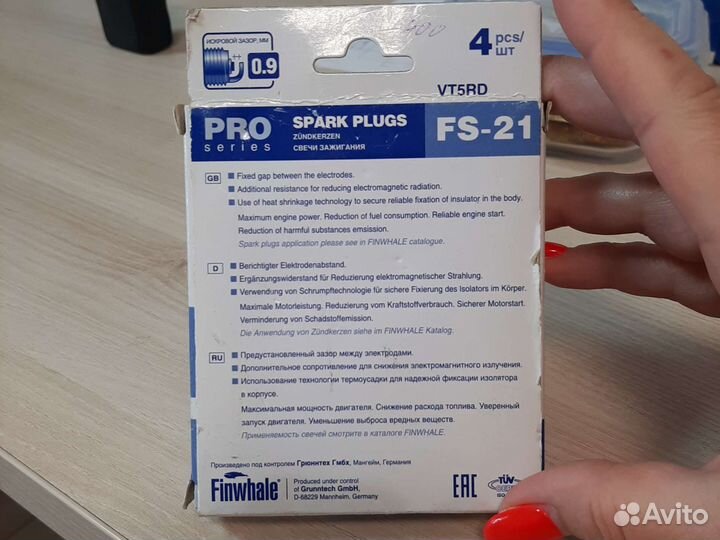 ИСКРОВОЙ ЗАЗОР, ММ
0.9
400
4 pcs/
шт
VT5RD
PRO
series
SPARK PLUGS
ZÜNDKERZEN
СВЕЧИ ЗАЖИГАНИЯ
FS-21
GB
Fixed gap between the electrodes.
Additional resistance for reducing electromagnetic radiation.
Use of heat shrinkage technology to secure reliable fixation of insulator in the body.
Maximum engine power. Reduction of fuel consumption. Reliable engine start.
Reduction of harmful substances emsission.
Spark plugs application please see in FINWHALE catalogue.
D
Berichtigter Elektrodenabstand.
Ergänzungswiderstand für Reduzierung elektromagnetischer Strahlung.
Verwendung von Schrumpftechnologie für sichere Fixierung des Isolators im Körper.
Maximale Motorleistung. Reduzierung vom Kraftstoffverbrauch. Sicherer Motorstart.
Verminderung von Schadstoffemission.
Die Anwendung von Zündkerzen siehe im FINWHALE Katalog.
RU
Предустановленный зазор между электродами.
Дополнительное сопротивление для снижения электромагнитного излучения.
Использование технологии термоусадки для надежной фиксации изолятора
в корпусе.
Максимальная мощность двигателя. Снижение расхода топлива. Уверенный
запуск двигателя. Уменьшение выброса вредных веществ.
Применяемость свечей смотрите в каталоге FINWHALE.
Произведено под контролем Грюнитех Гмбх, Мангейм, Германия
Finwhale
Produced under control
of Grunntech GmbH,
D-68229 Mannheim, Germany
EAC
TÜV
ISO
Avito